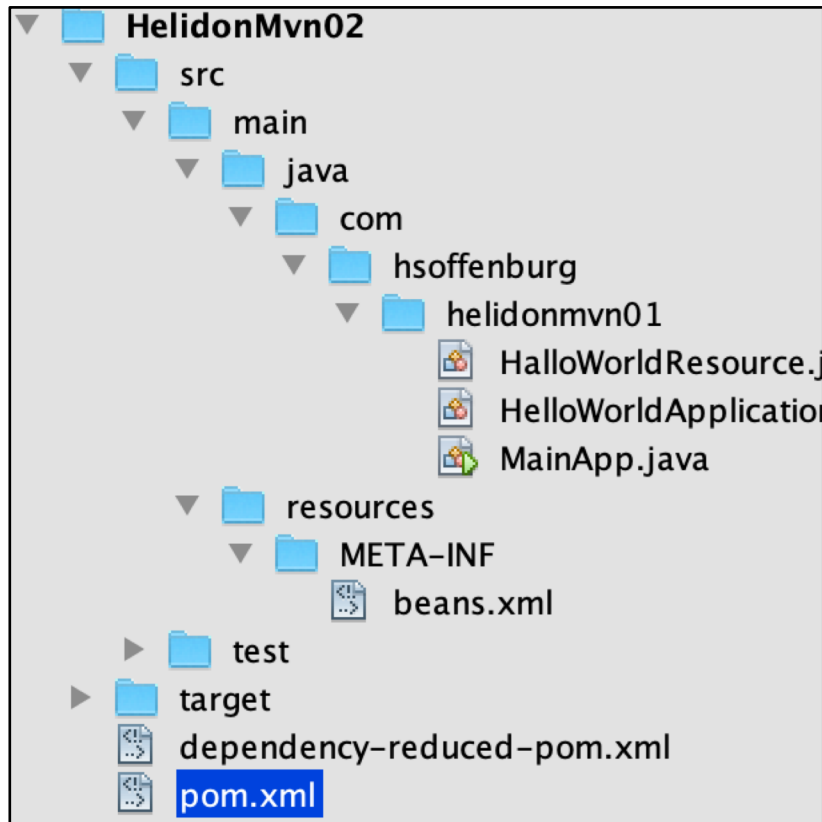 HelidonMvn02
src
main
java
com
hsoffenburg
helidonmvn01
HalloWorldResource.j
HelloWorldApplication
MainApp.java
resources
META-INF
beans.xml
test
target
dependency-reduced-pom.xml
pom.xml